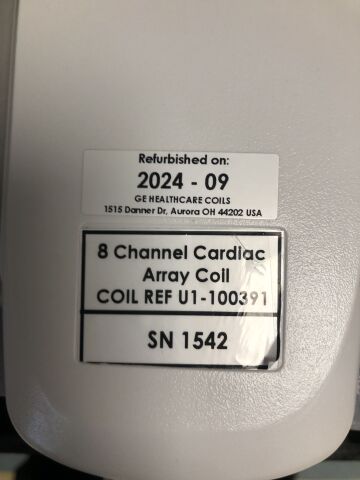 Refurbished on:
2024 - 09
GE HEALTHCARE COILS
1515 Danner Dr, Aurora OH 44202 USA
8 Channel Cardiac
Array Coil
COIL REF U1-100391
SN 1542